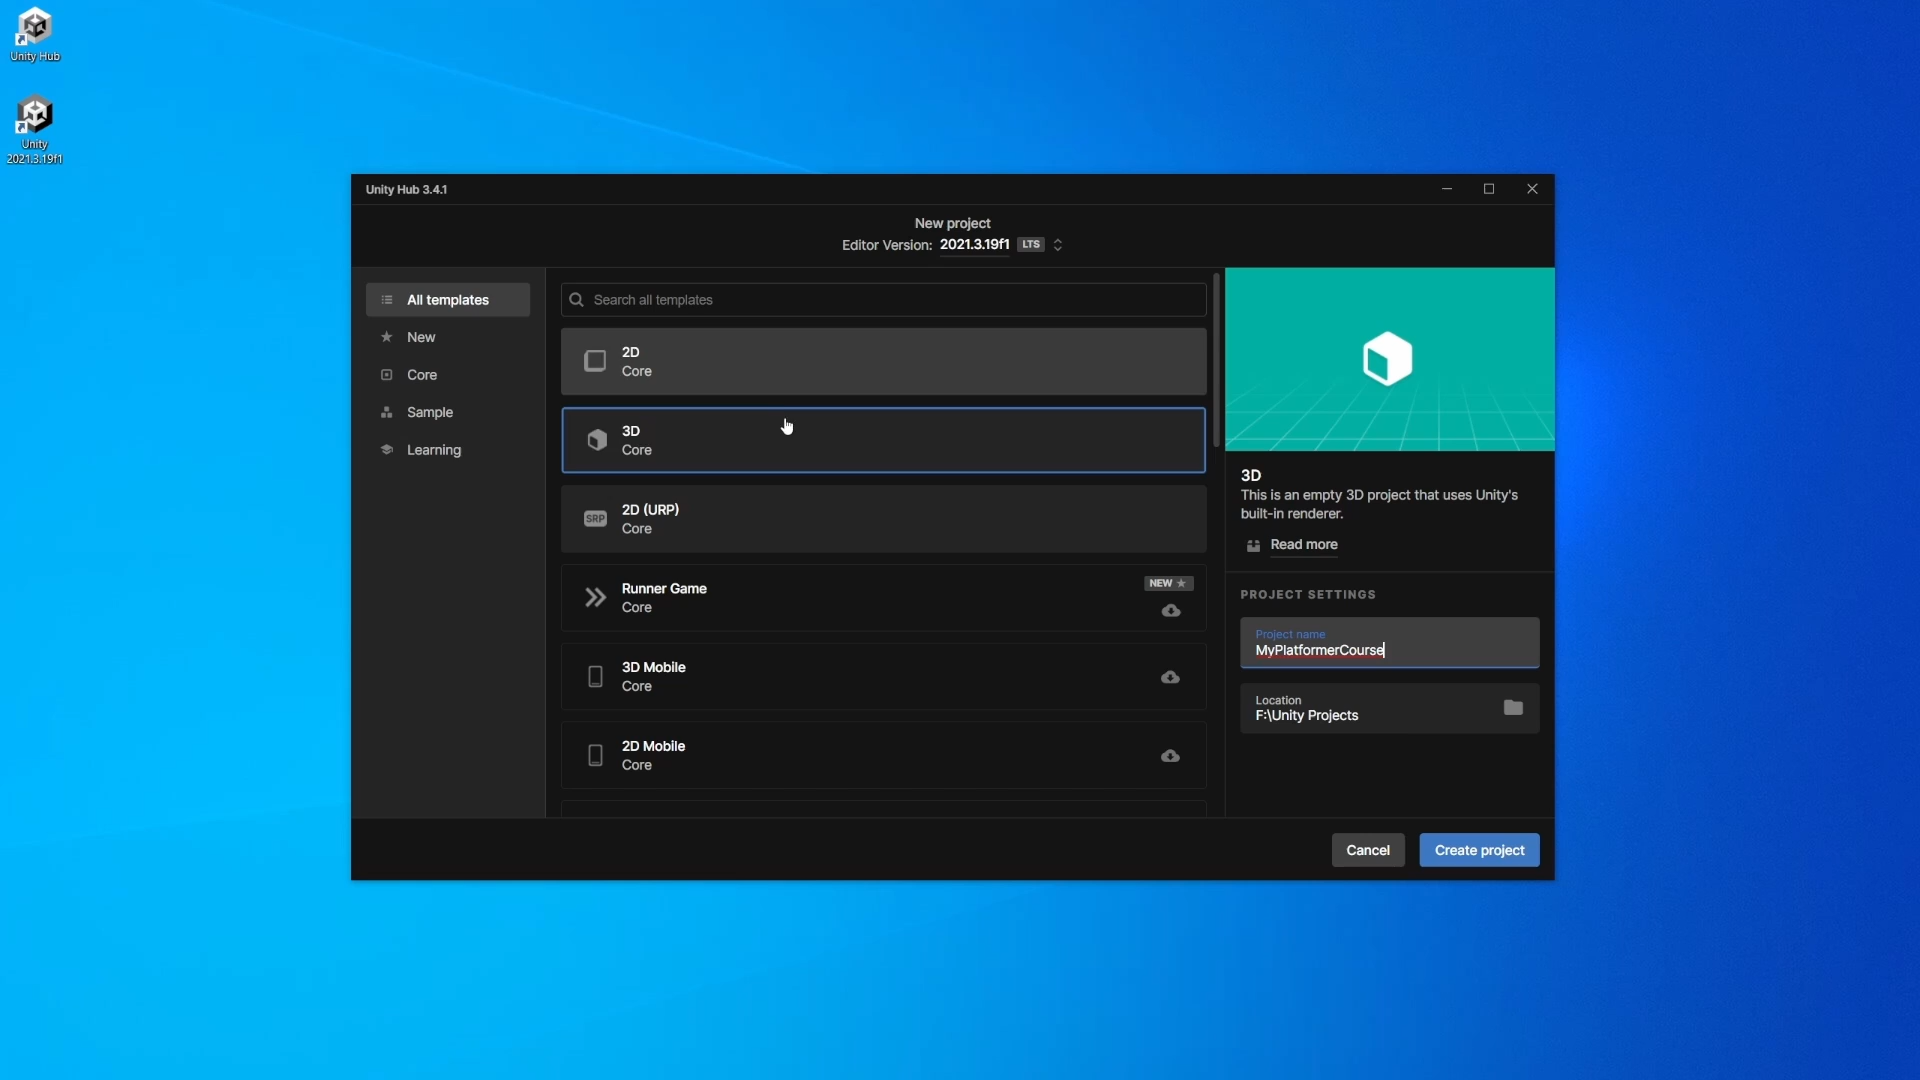 Unity Hub
Unity
2021.3.19f1
Unity Hub 3.4.1
New project
Editor Version: 2021.3.19f1 LTS
All templates
New
Core
Sample
Learning
Search all templates
2D
Core
3D
Core
SRP
2D (URP)
Core
Runner Game
Core
NEW
3D Mobile
Core
2D Mobile
Core
3D
This is an empty 3D project that uses Unity's
built-in renderer.
Read more
PROJECT SETTINGS
Project name
MyPlatformerCourse
Location
F:\Unity Projects
Cancel
Create project